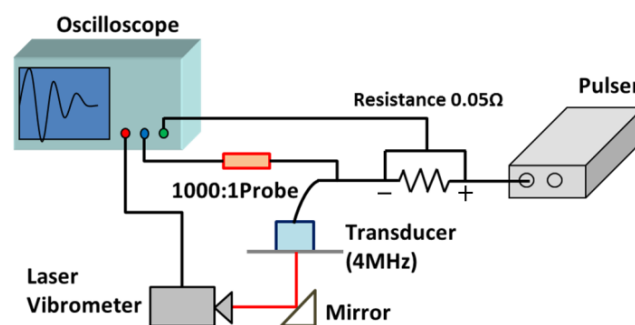 Oscilloscope
Pulser
Resistance 0.05Ω
1000:1Probe
− +
Transducer
(4MHz)
Laser
Vibrometer
Mirror